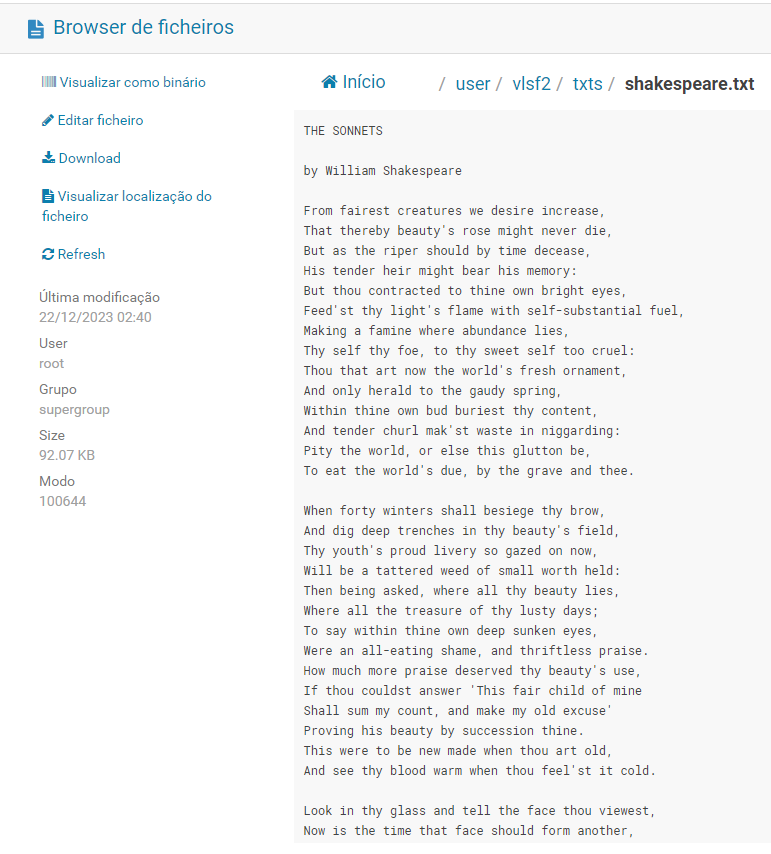 Browser de ficheiros
Visualizar como binário
Editar ficheiro
Download
Visualizar localização do
ficheiro
Refresh
Última modificação
22/12/2023 02:40
User
root
Grupo
supergroup
Size
92.07 KB
Modo
100644
Início / user / vlsf2 / txts / shakespeare.txt
THE SONNETS
by William Shakespeare
From fairest creatures we desire increase,
That thereby beauty's rose might never die,
But as the riper should by time decease,
His tender heir might bear his memory:
But thou contracted to thine own bright eyes,
Feed'st thy light's flame with self-substantial fuel,
Making a famine where abundance lies,
Thy self thy foe, to thy sweet self too cruel:
Thou that art now the world's fresh ornament,
And only herald to the gaudy spring,
Within thine own bud buriest thy content,
And tender churl mak'st waste in niggarding:
Pity the world, or else this glutton be,
To eat the world's due, by the grave and thee.
When forty winters shall besiege thy brow,
And dig deep trenches in thy beauty's field,
Thy youth's proud livery so gazed on now,
Will be a tattered weed of small worth held:
Then being asked, where all thy beauty lies,
Where all the treasure of thy lusty days;
To say within thine own deep sunken eyes,
Were an all-eating shame, and thriftless praise.
How much more praise deserved thy beauty's use,
If thou couldst answer 'This fair child of mine
Shall sum my count, and make my old excuse'
Proving his beauty by succession thine.
This were to be new made when thou art old,
And see thy blood warm when thou feel'st it cold.
Look in thy glass and tell the face thou viewest,
Now is the time that face should form another,